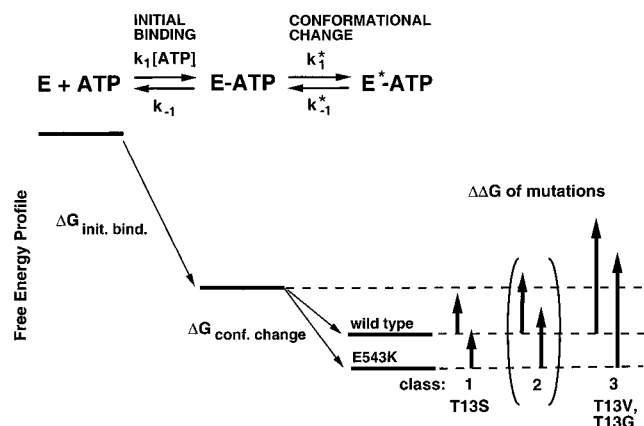 INITIAL BINDING
CONFORMATIONAL CHANGE
k1[ATP]
k*1
E + ATP
E-ATP
E*-ATP
k-1
k*-1
ΔΔG of mutations
Free Energy Profile
ΔG init. bind.
ΔG conf. change
wild type
E543K
class: 1 2 3
T13S
T13V,
T13G